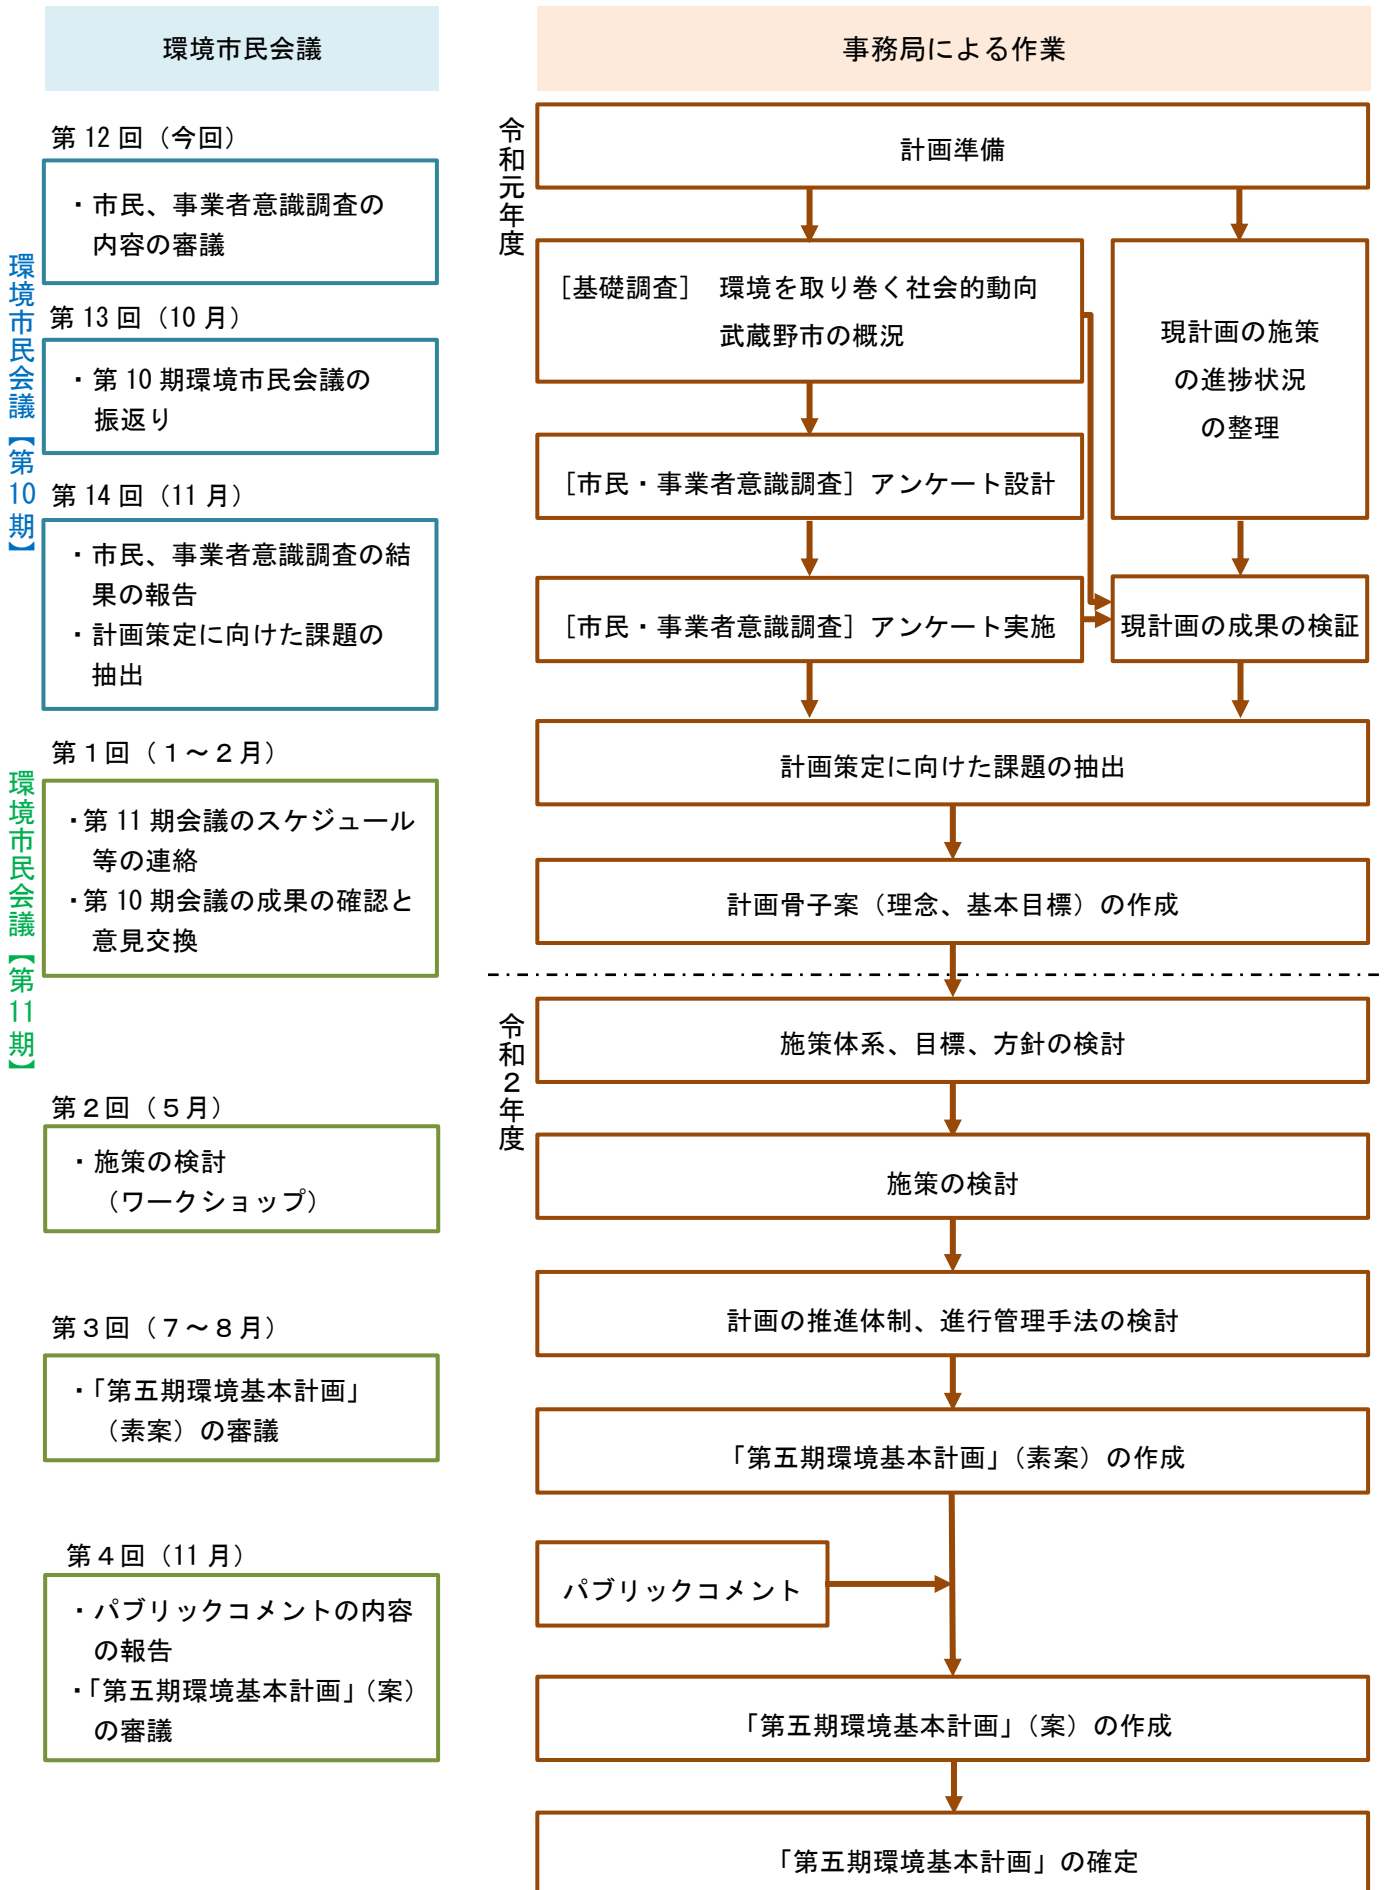 環境市民会議
環境市民会議【第10期】
第 12 回（今回）
・市民、事業者意識調査の
内容の審議
第 13 回（10 月）
・第 10 期環境市民会議の
振返り
第 14 回（11 月）
・市民、事業者意識調査の結
果の報告
・計画策定に向けた課題の
抽出
環境市民会議【第11期】
第１回（１～２月）
・第 11 期会議のスケジュール
等の連絡
・第 10 期会議の成果の確認と
意見交換
第２回（５月）
・施策の検討
（ワークショップ）
第３回（７～８月）
・「第五期環境基本計画」
（素案）の審議
第４回（11 月）
・パブリックコメントの内容
の報告
・「第五期環境基本計画」（案）
の審議
事務局による作業
令和元年度
計画準備
［基礎調査］ 環境を取り巻く社会的動向
武蔵野市の概況
現計画の施策
の進捗状況
の整理
［市民・事業者意識調査］アンケート設計
［市民・事業者意識調査］アンケート実施
現計画の成果の検証
計画策定に向けた課題の抽出
計画骨子案（理念、基本目標）の作成
令和２年度
施策体系、目標、方針の検討
施策の検討
計画の推進体制、進行管理手法の検討
「第五期環境基本計画」（素案）の作成
パブリックコメント
「第五期環境基本計画」（案）の作成
「第五期環境基本計画」の確定